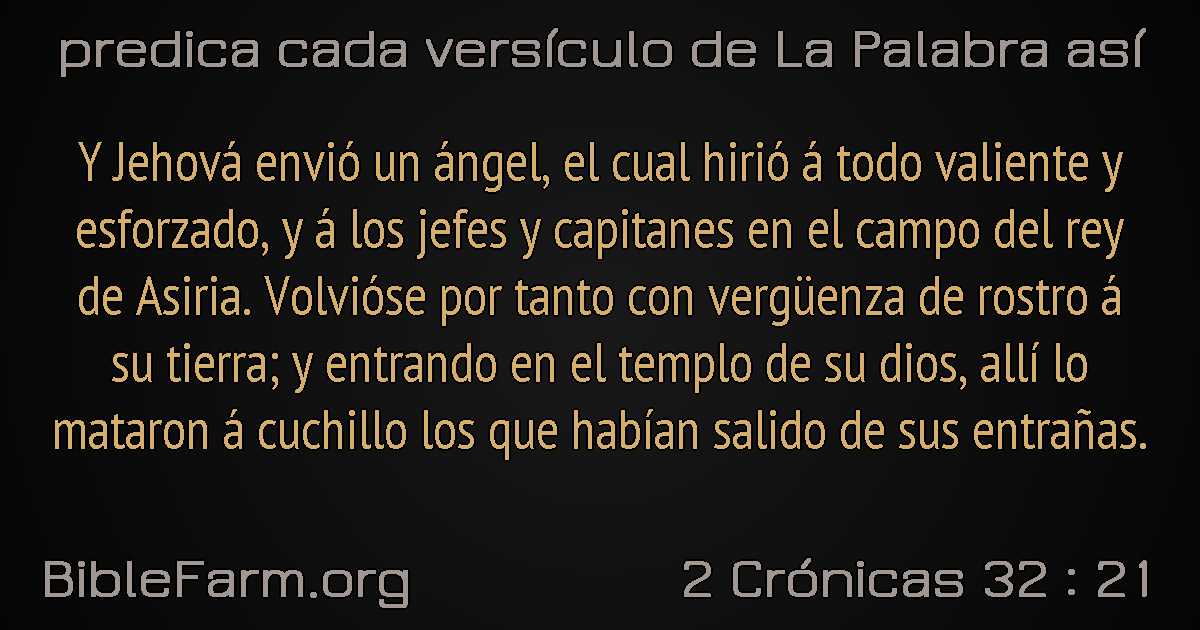 predica cada versículo de La Palabra así
Y Jehová envió un ángel, el cual hirió á todo valiente y
esforzado, y á los jefes y capitanes en el campo del rey
de Asiria. Volvióse por tanto con vergüenza de rostro á
su tierra; y entrando en el templo de su dios, allí lo
mataron á cuchillo los que habían salido de sus entrañas.
BibleFarm.org
2 Crónicas 32 : 21